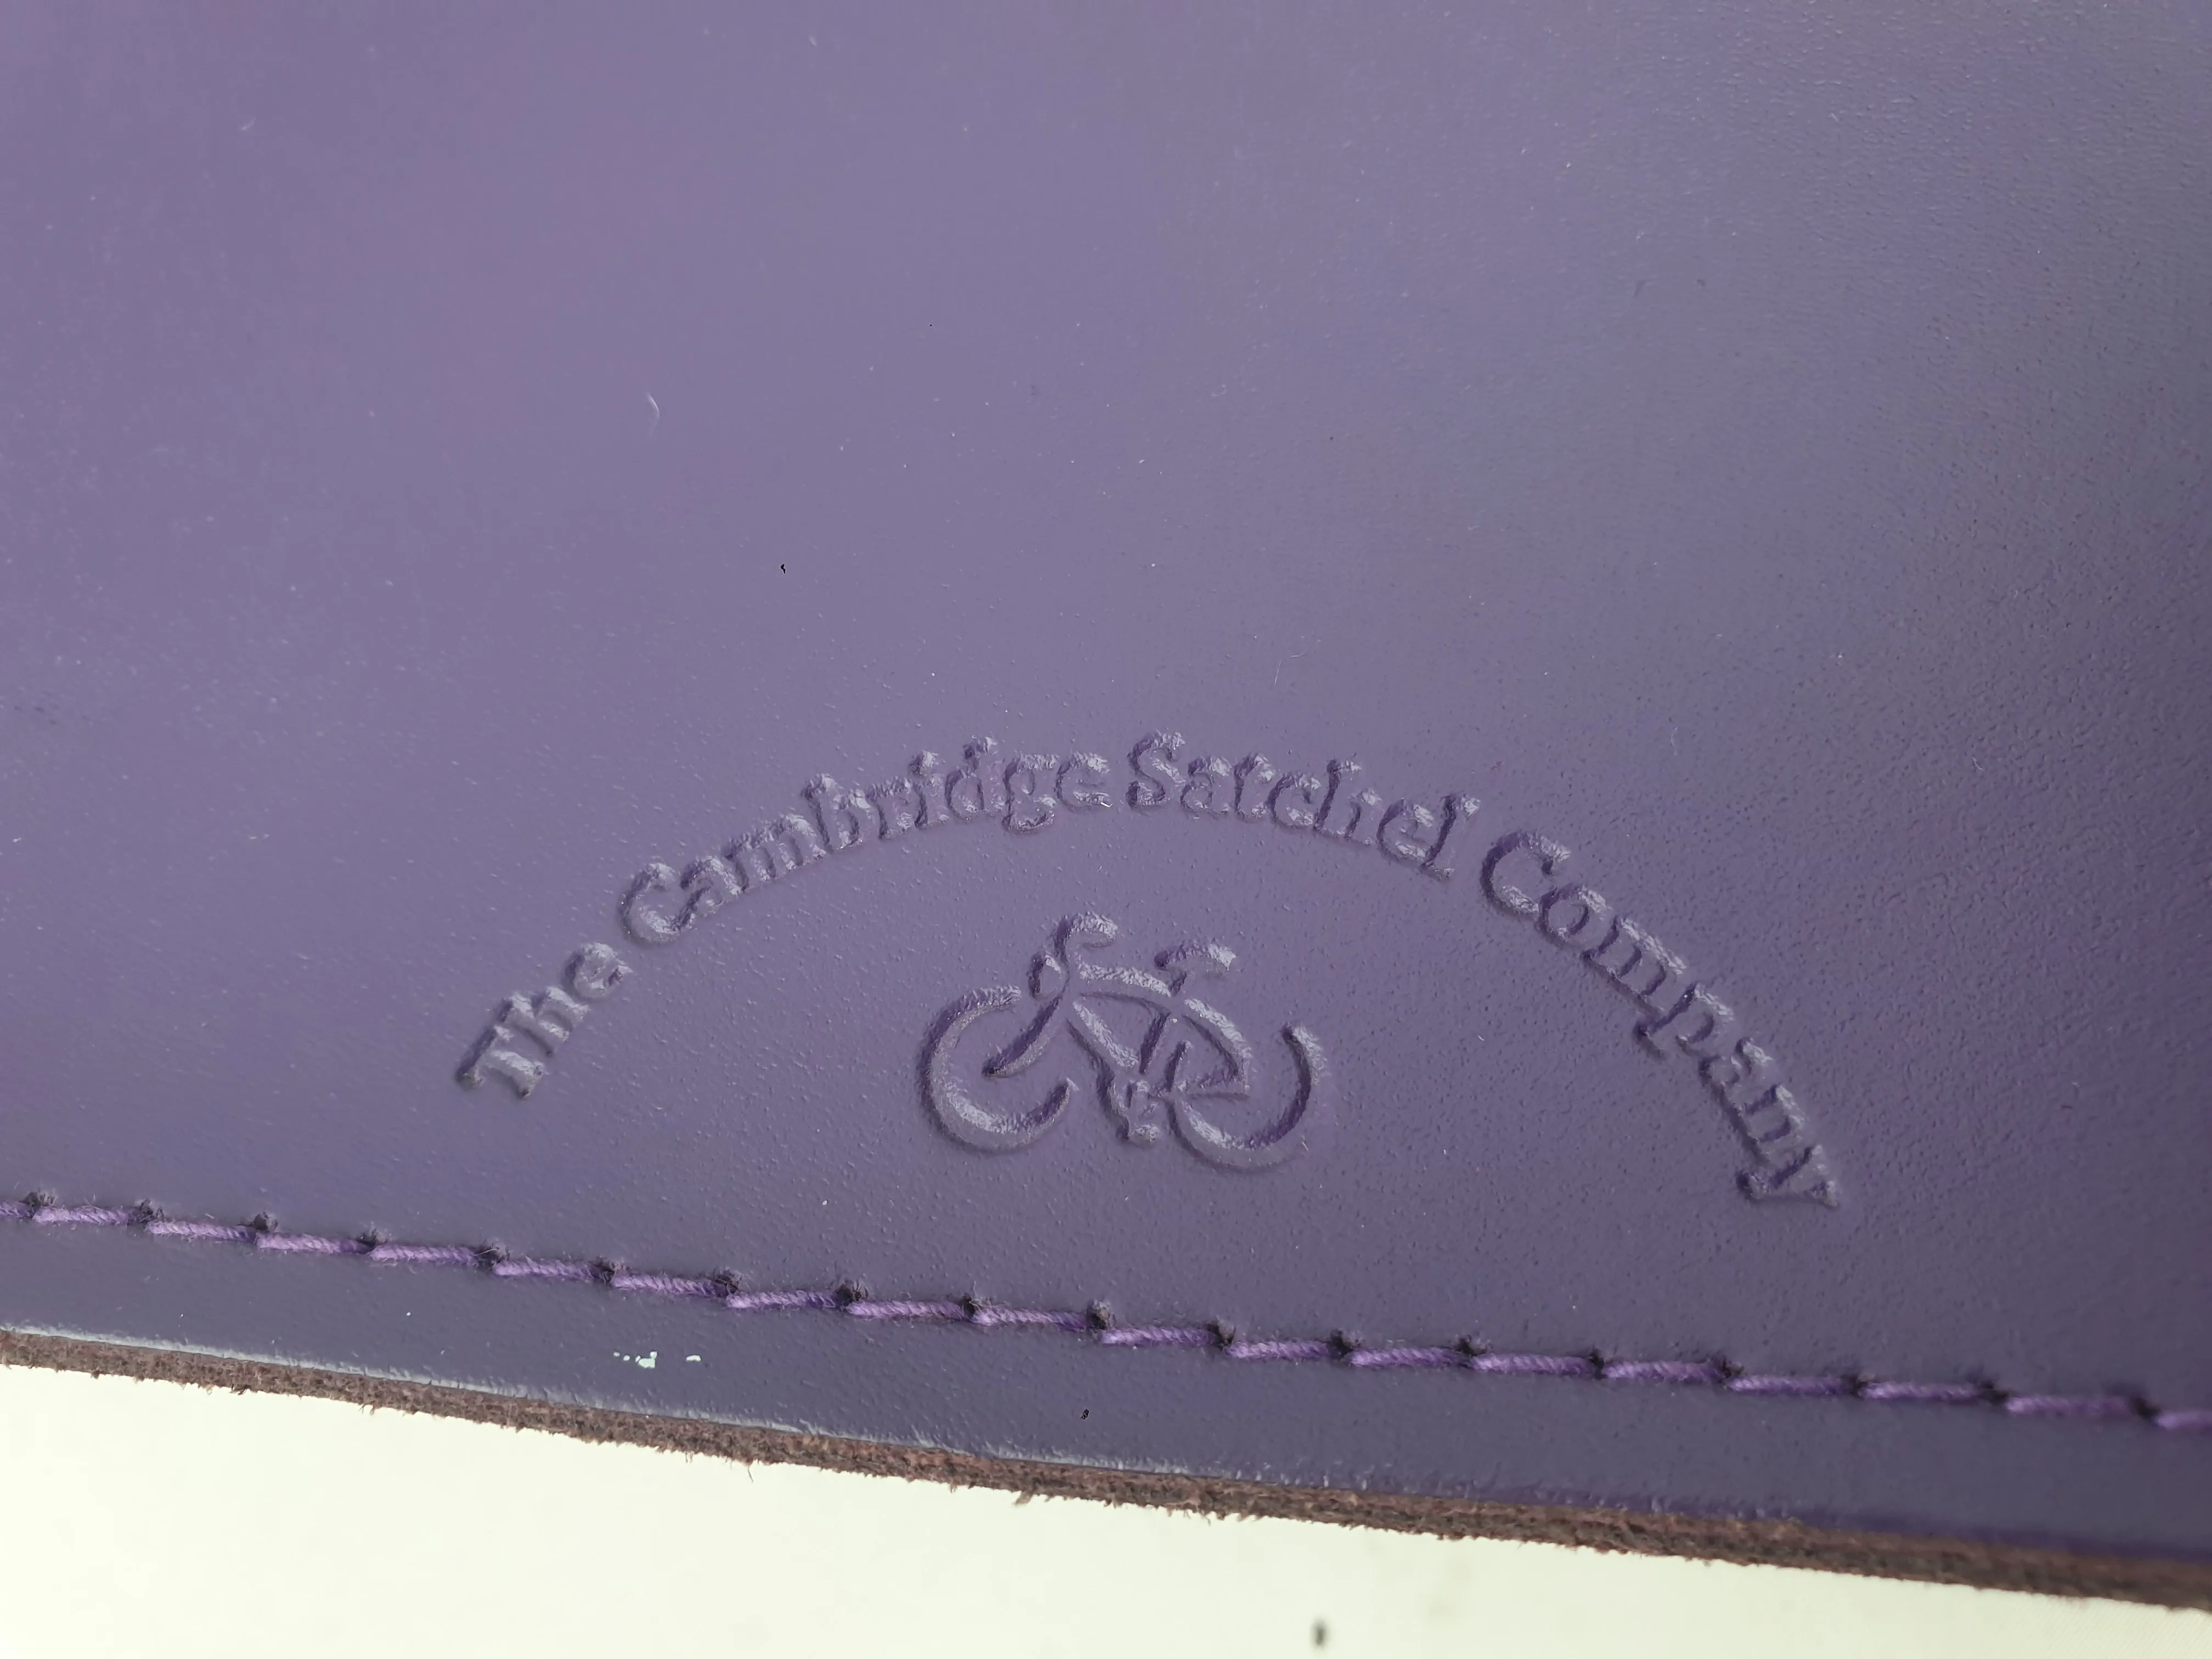 The Cambridge Satchel Company